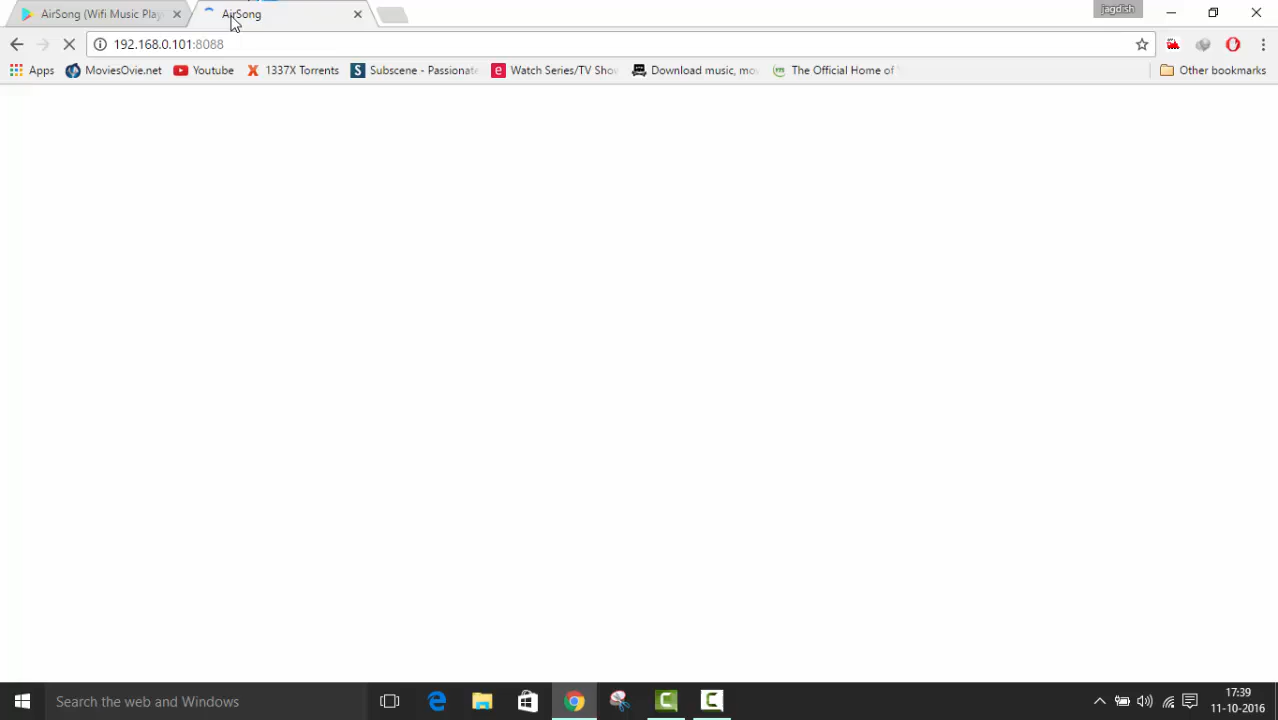 AirSong (Wifi Music Play
AirSong
jagdish
192.168.0.101:8088
Apps
MoviesOvie.net
Youtube
1337X Torrents
Subscene - Passionate
Watch Series/TV Sho
Download music, mo
The Official Home of
Other bookmarks
Search the web and Windows
17:39
11-10-2016